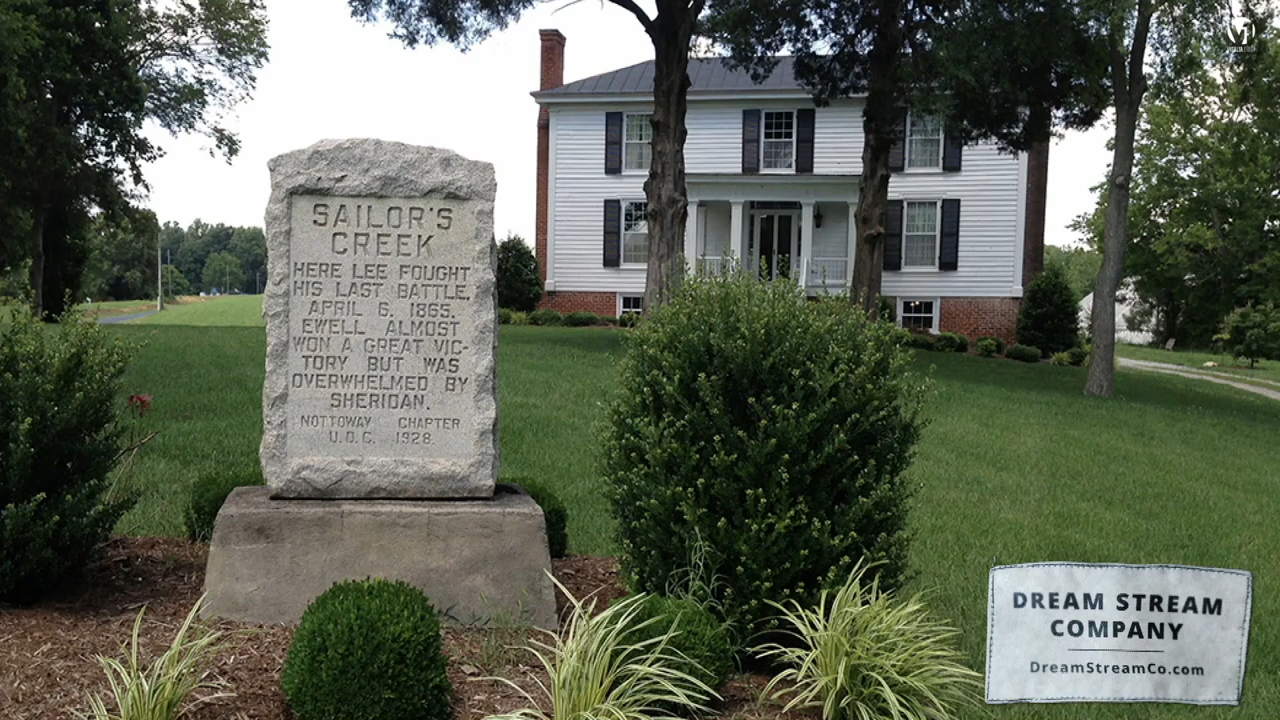 SAILOR'S
CREEK
HERE LEE FOUGHT
HIS LAST BATTLE,
APRIL 6, 1865.
EWELL ALMOST
WON A GREAT VIC-
TORY BUT WAS
OVERWHELMED BY
SHERIDAN.
NOTTOWAY CHAPTER
U.D.C. 1928.
DREAM STREAM
COMPANY
DreamStreamCo.com